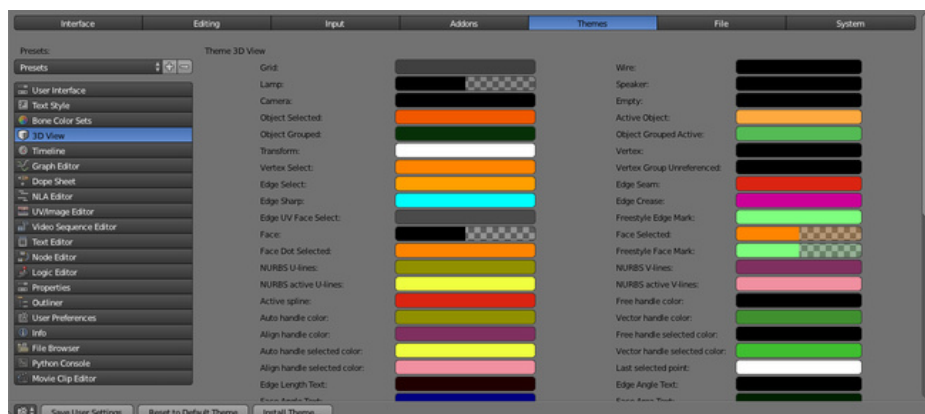 Interface Editing Input Addons Themes File System
Presets:
Presets
User Interface
Text Style
Bone Color Sets
3D View
Timeline
Graph Editor
Dope Sheet
NLA Editor
UV/Image Editor
Video Sequence Editor
Text Editor
Node Editor
Logic Editor
Properties
Outliner
User Preferences
Info
File Browser
Python Console
Movie Clip Editor
Theme 3D View
Grid:
Lamp:
Camera:
Object Selected:
Object Grouped:
Transform:
Vertex Select:
Edge Select:
Edge Sharp:
Edge UV Face Select:
Face:
Face Dot Selected:
NURBS U-lines:
NURBS active U-lines:
Active spline:
Auto handle color:
Align handle color:
Auto handle selected color:
Align handle selected color:
Edge Length Text:
Face Angle Text:
Wire:
Speaker:
Empty:
Active Object:
Object Grouped Active:
Vertex:
Vertex Group Unreferenced:
Edge Seam:
Edge Crease:
Freestyle Edge Mark:
Face Selected:
Freestyle Face Mark:
NURBS V-lines:
NURBS active V-lines:
Free handle color:
Vector handle color:
Free handle selected color:
Vector handle selected color:
Last selected point:
Edge Angle Text:
Face Area Text:
Save User Settings Reset to Default Theme Install Theme...